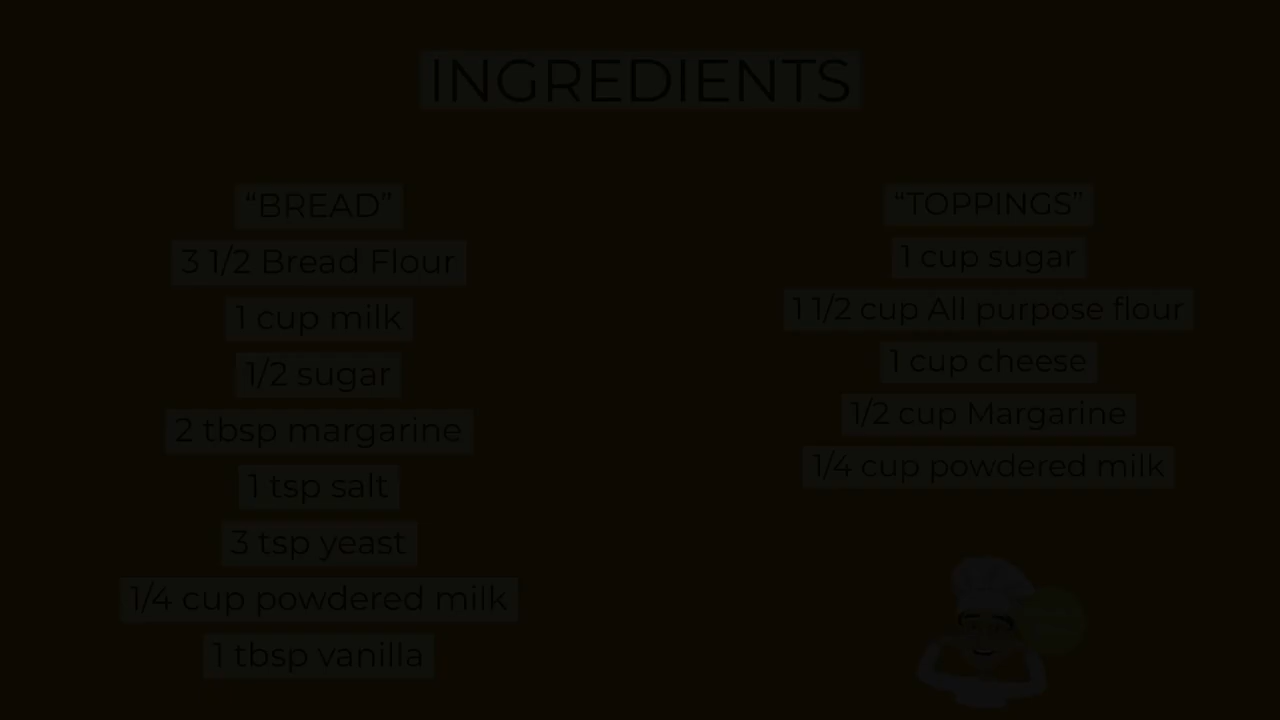 INGREDIENTS
“BREAD”
3 1/2 Bread Flour
1 cup milk
1/2 sugar
2 tbsp margarine
1 tsp salt
3 tsp yeast
1/4 cup powdered milk
1 tbsp vanilla
“TOPPINGS”
1 cup sugar
1 1/2 cup All purpose flour
1 cup cheese
1/2 cup Margarine
1/4 cup powdered milk